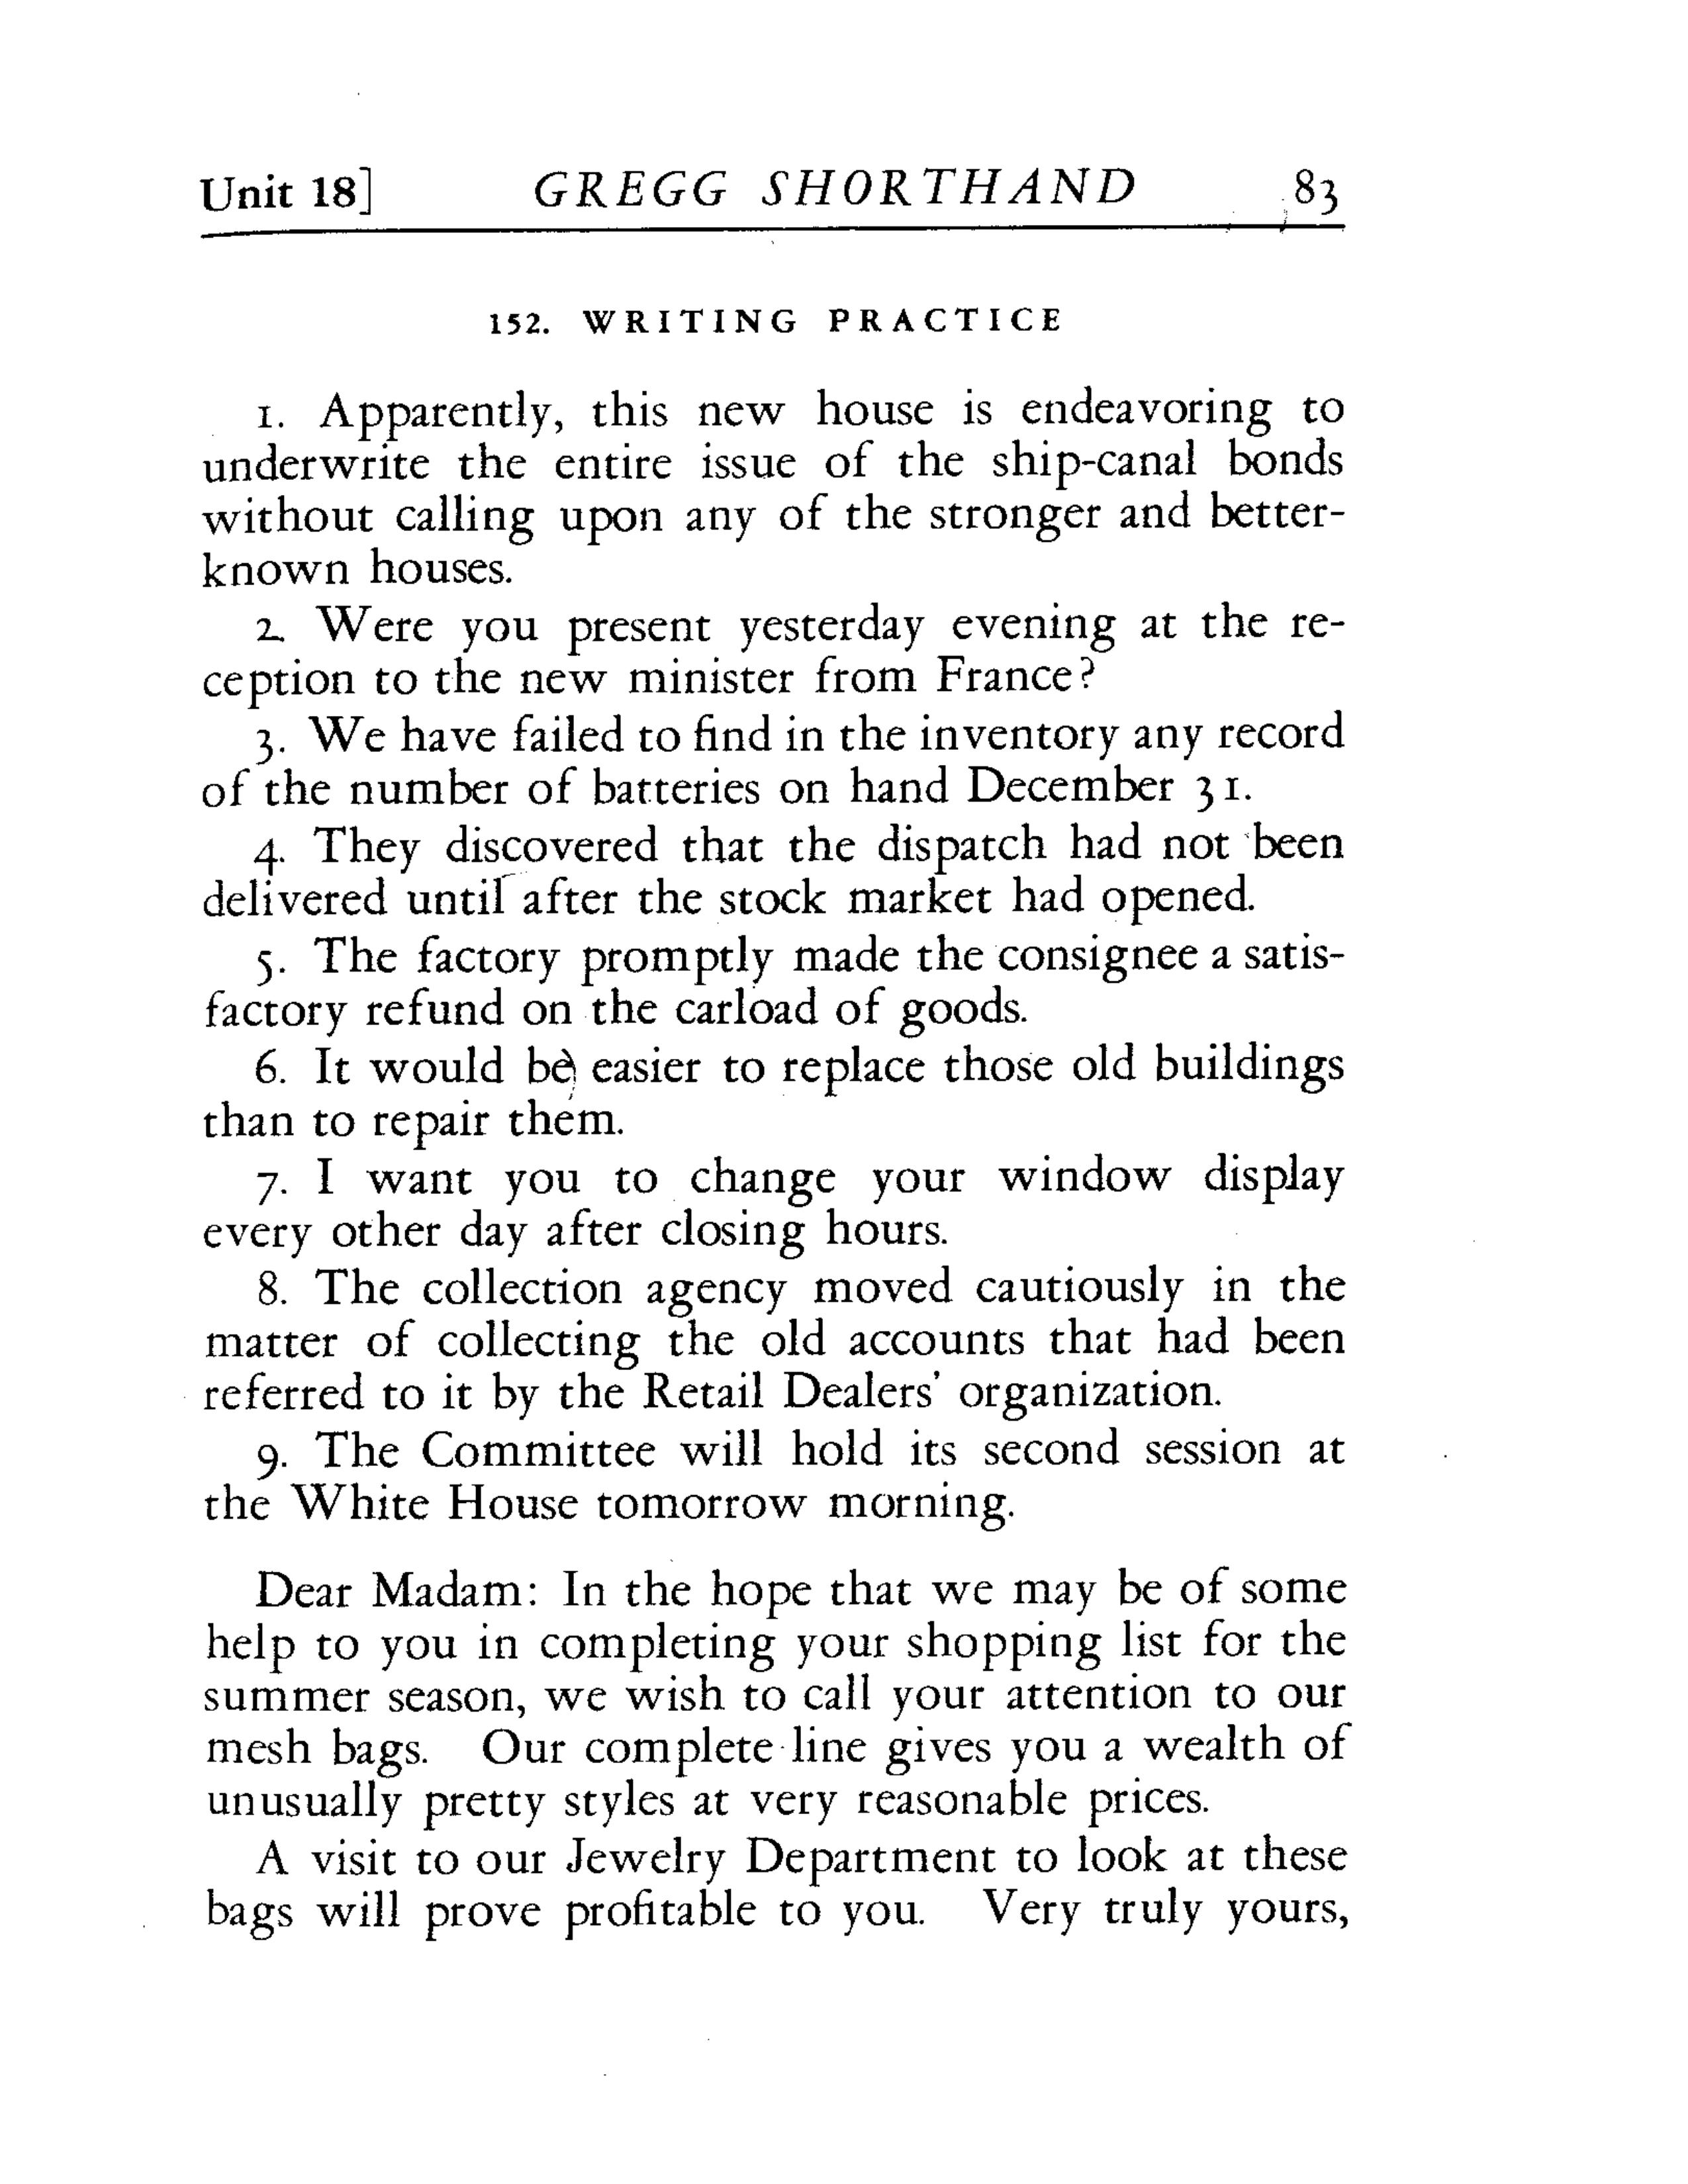 Unit 18] GREGG SHORTHAND 83
152. WRITING PRACTICE
1. Apparently, this new house is endeavoring to
underwrite the entire issue of the ship-canal bonds
without calling upon any of the stronger and better-
known houses.
2. Were you present yesterday evening at the re-
ception to the new minister from France?
3. We have failed to find in the inventory any record
of the number of batteries on hand December 31.
4. They discovered that the dispatch had not been
delivered until after the stock market had opened.
5. The factory promptly made the consignee a satis-
factory refund on the carload of goods.
6. It would be easier to replace those old buildings
than to repair them.
7. I want you to change your window display
every other day after closing hours.
8. The collection agency moved cautiously in the
matter of collecting the old accounts that had been
referred to it by the Retail Dealers' organization.
9. The Committee will hold its second session at
the White House tomorrow morning.
Dear Madam: In the hope that we may be of some
help to you in completing your shopping list for the
summer season, we wish to call your attention to our
mesh bags. Our complete line gives you a wealth of
unusually pretty styles at very reasonable prices.
A visit to our Jewelry Department to look at these
bags will prove profitable to you. Very truly yours,